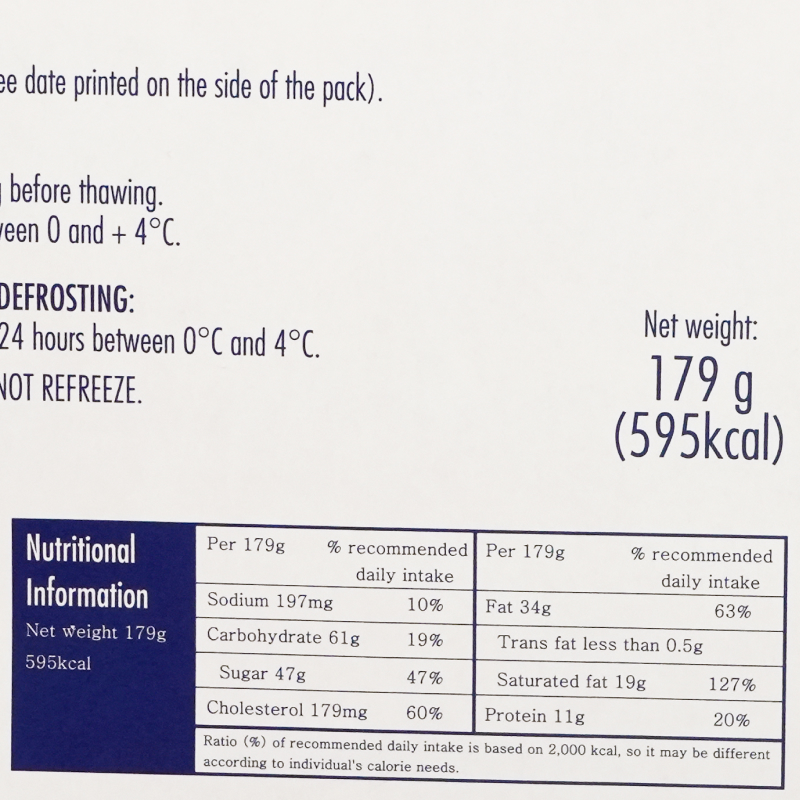 ee date printed on the side of the pack).
before thawing.
een 0 and + 4°C.
DEFROSTING:
24 hours between 0°C and 4°C.
NOT REFREEZE.
Net weight:
179 g
(595kcal)
Nutritional
Information
Net weight 179g
595kcal
Per 179g % recommended
daily intake
Sodium 197mg 10%
Carbohydrate 61g 19%
Sugar 47g 47%
Cholesterol 179mg 60%
Per 179g % recommended
daily intake
Fat 34g 63%
Trans fat less than 0.5g
Saturated fat 19g 127%
Protein 11g 20%
Ratio (%) of recommended daily intake is based on 2,000 kcal, so it may be different
according to individual's calorie needs.